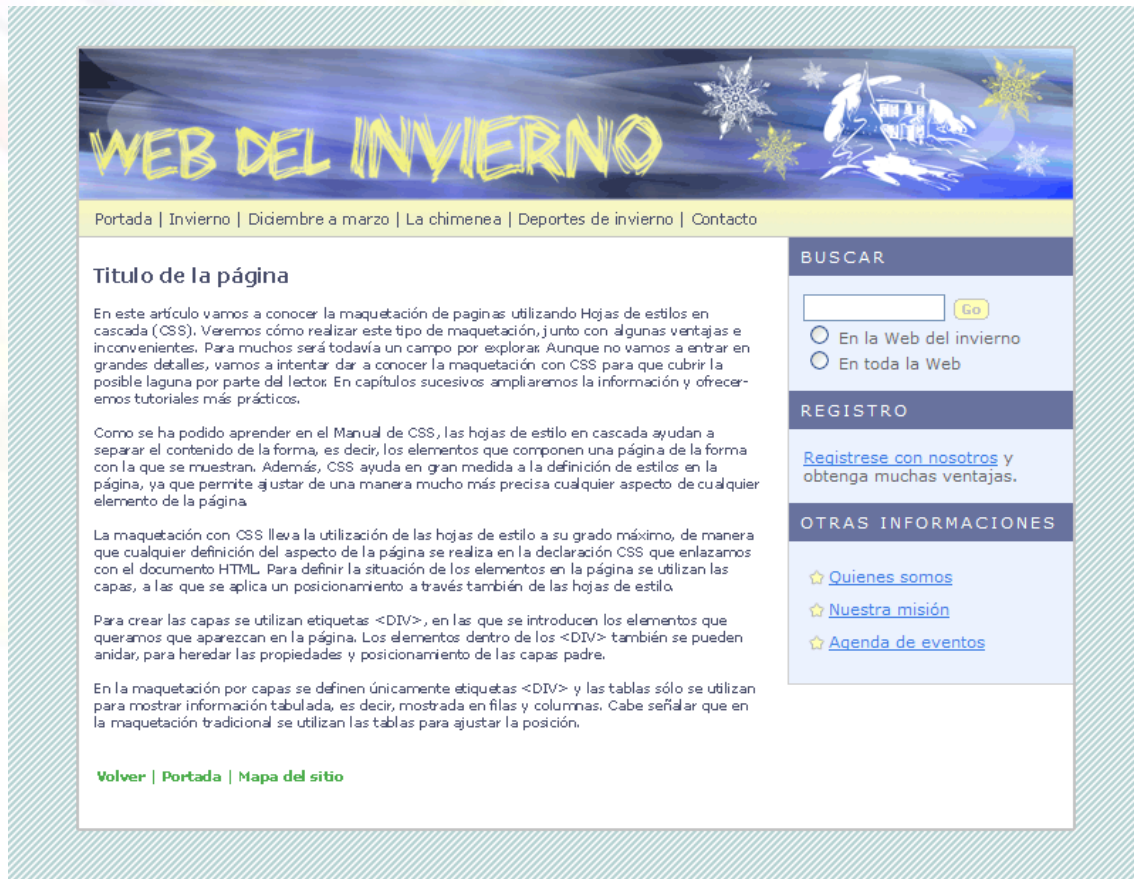 WEB DEL INVIERNO
Portada | Invierno | Diciembre a marzo | La chimenea | Deportes de invierno | Contacto
Titulo de la página
En este artículo vamos a conocer la maquetación de paginas utilizando Hojas de estilos en
cascada (CSS). Veremos cómo realizar este tipo de maquetación, junto con algunas ventajas e
inconvenientes. Para muchos será todavía un campo por explorar. Aunque no vamos a entrar en
grandes detalles, vamos a intentar dar a conocer la maquetación con CSS para que cubrir la
posible laguna por parte del lector. En capítulos sucesivos ampliaremos la información y ofrecer-
emos tutoriales más prácticos.
Como se ha podido aprender en el Manual de CSS, las hojas de estilo en cascada ayudan a
separar el contenido de la forma, es decir, los elementos que componen una página de la forma
con la que se muestran. Además, CSS ayuda en gran medida a la definición de estilos en la
página, ya que permite ajustar de una manera mucho más precisa cualquier aspecto de cualquier
elemento de la página.
La maquetación con CSS lleva la utilización de las hojas de estilo a su grado máximo, de manera
que cualquier definición del aspecto de la página se realiza en la declaración CSS que enlazamos
con el documento HTML. Para definir la situación de los elementos en la página se utilizan las
capas, a las que se aplica un posicionamiento a través también de las hojas de estilo.
Para crear las capas se utilizan etiquetas <DIV>, en las que se introducen los elementos que
queramos que aparezcan en la página. Los elementos dentro de los <DIV> también se pueden
anidar, para heredar las propiedades y posicionamiento de las capas padre.
En la maquetación por capas se definen únicamente etiquetas <DIV> y las tablas sólo se utilizan
para mostrar información tabulada, es decir, mostrada en filas y columnas. Cabe señalar que en
la maquetación tradicional se utilizan las tablas para ajustar la posición.
Volver | Portada | Mapa del sitio
BUSCAR
Go
En la Web del invierno
En toda la Web
REGISTRO
Registrese con nosotros y
obtenga muchas ventajas.
OTRAS INFORMACIONES
Quienes somos
Nuestra misión
Agenda de eventos